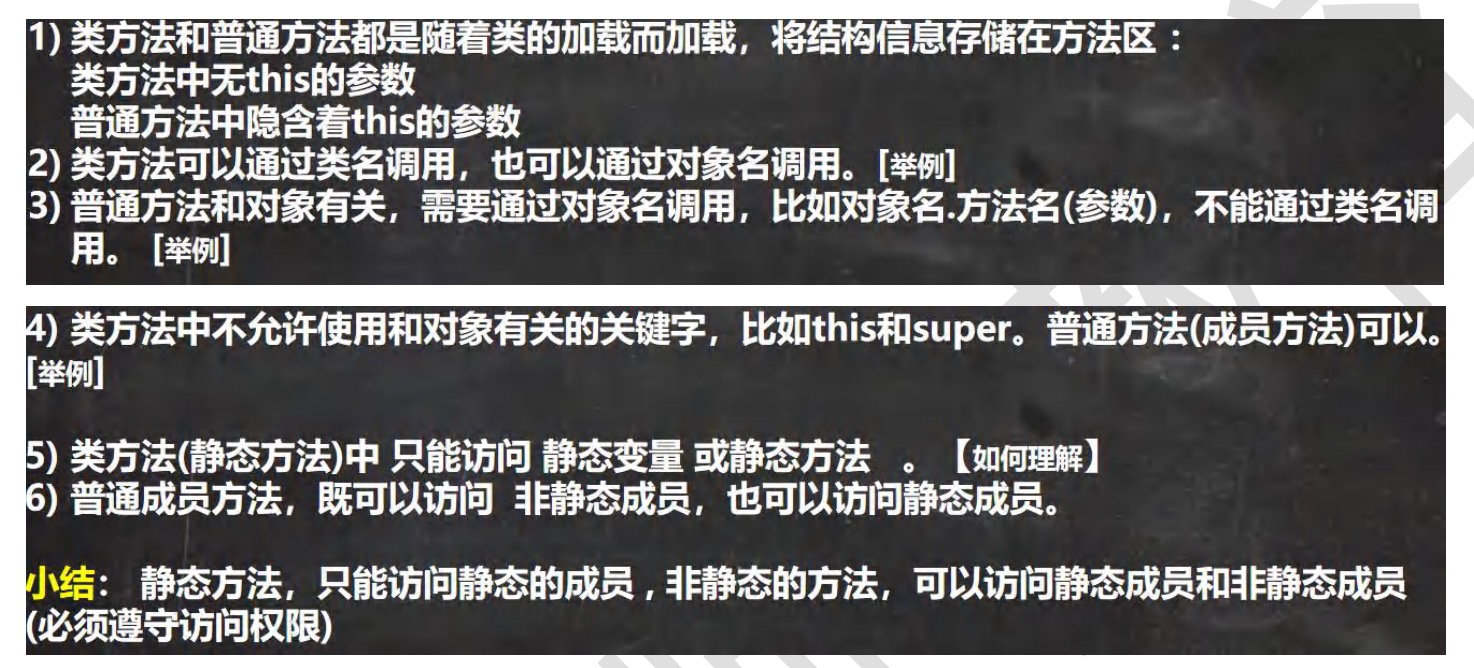 1) 类方法和普通方法都是随着类的加载而加载，将结构信息存储在方法区 ：
类方法中无this的参数
普通方法中隐含着this的参数
2) 类方法可以通过类名调用，也可以通过对象名调用。[举例]
3) 普通方法和对象有关，需要通过对象名调用，比如对象名.方法名(参数)，不能通过类名调
用。 [举例]
4) 类方法中不允许使用和对象有关的关键字，比如this和super。普通方法(成员方法)可以。
[举例]
5) 类方法(静态方法)中 只能访问 静态变量 或静态方法 。【如何理解】
6) 普通成员方法，既可以访问 非静态成员，也可以访问静态成员。
小结： 静态方法，只能访问静态的成员 , 非静态的方法，可以访问静态成员和非静态成员
(必须遵守访问权限)